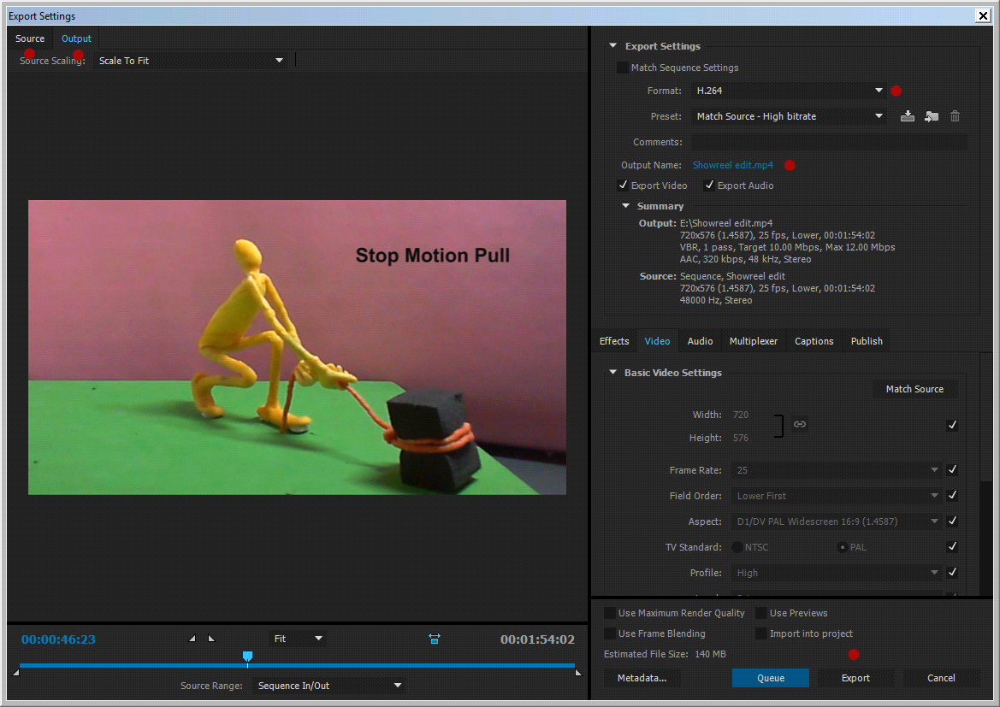 Export Settings
Source Output
Source Scaling: Scale To Fit
Stop Motion Pull
00:00:46:23 Fit 00:01:54:02
Source Range: Sequence In/Out
Export Settings
Match Sequence Settings
Format: H.264
Preset: Match Source - High bitrate
Comments:
Output Name: Showreel edit.mp4
Export Video Export Audio
Summary
Output: E:\Showreel edit.mp4
720x576 (1.4587), 25 fps, Lower, 00:01:54:02
VBR, 1 pass, Target 10.00 Mbps, Max 12.00 Mbps
AAC, 320 kbps, 48 kHz, Stereo
Source: Sequence, Showreel edit
720x576 (1.4587), 25 fps, Lower, 00:01:54:02
48000 Hz, Stereo
Effects Video Audio Multiplexer Captions Publish
Basic Video Settings
Match Source
Width: 720
Height: 576
Frame Rate: 25
Field Order: Lower First
Aspect: D1/DV PAL Widescreen 16:9 (1.4587)
TV Standard: NTSC PAL
Profile: High
Use Maximum Render Quality Use Previews
Use Frame Blending Import into project
Estimated File Size: 140 MB
Metadata... Queue Export Cancel